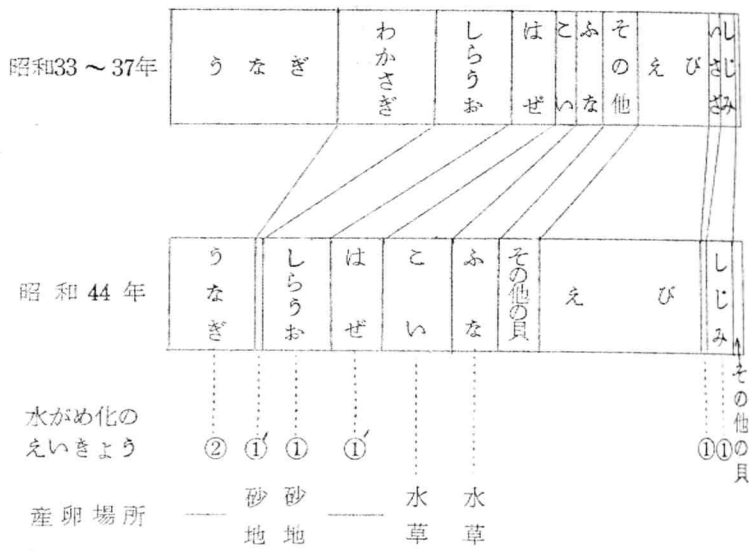 昭和33～37年
うなぎ
わかさぎ
しらうお
はぜ
こい
ふな
その他
えび
いさざ
しじみ
昭和44年
うなぎ
しらうお
はぜ
こい
ふな
その他の貝
えび
しじみ
その他の貝
水がめ化の
えいきょう
② ①′ ① ①′ ① ①
産卵場所 — 砂地 砂地 — 水草 水草